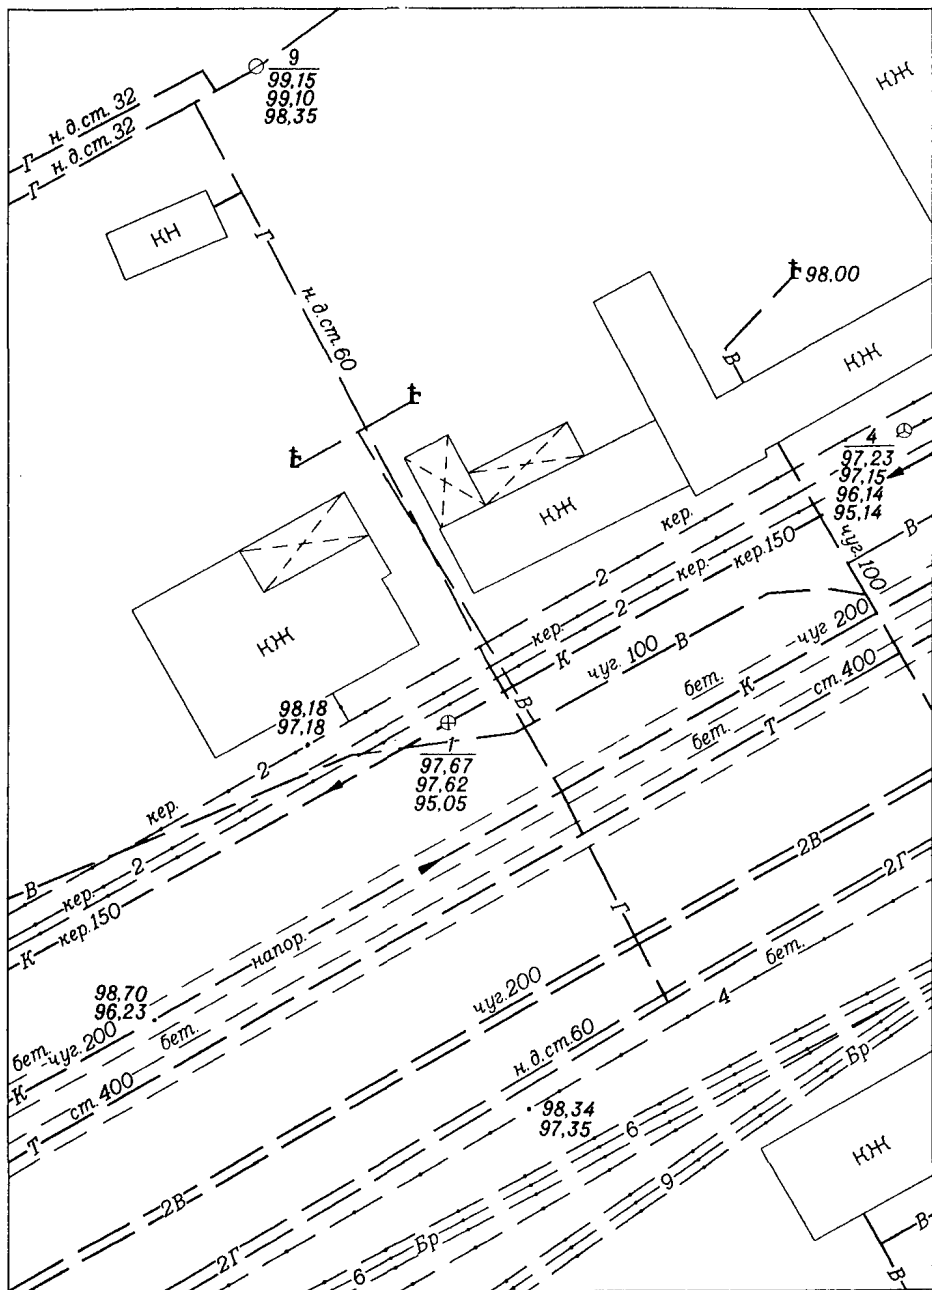 9
99,15
99,10
98,35
КЖ
н.д.ст.32
Г
н.д.ст.32
Г
КН
Г
98,00
н.д.ст.60
В
КЖ
4
97,23
97,15
96,14
95,14
КЖ
кер.
чуг.100
В
кер.150
кер.
2
2
кер.
К
КЖ
чуг. 100
В
чуг 200
бет.
К
ст.400
бет.
Т
В
98,18
97,18
1
97,67
97,62
95,05
2
кер.
2В
2Г
2
кер.
В
кер.150
К
Г
напор.
бет.
чуг.200
98,70
96,23
4
бет.
чуг.200
бет.
К
н.д.ст.60
Бр
ст.400
Т
98,34
97,35
6
КЖ
9
2В
2Г
Бр
6
В
В